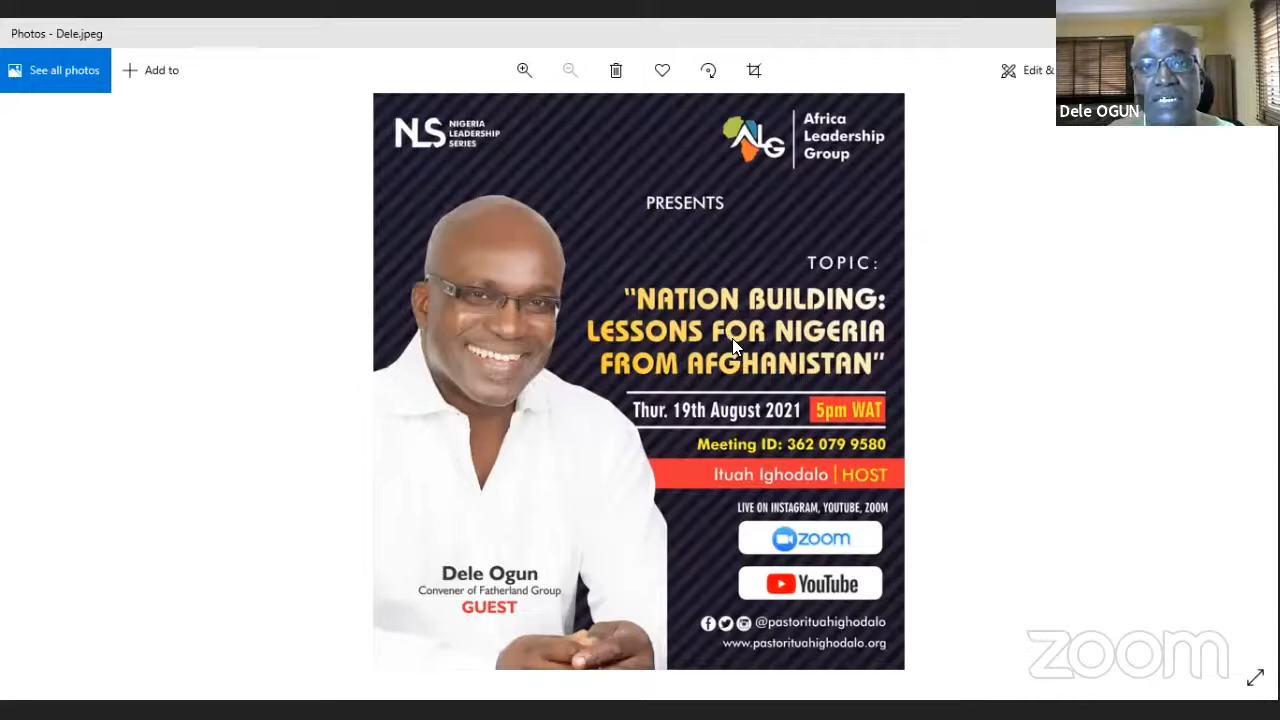 Photos - Dele.jpeg
See all photos
Add to
Edit &
Dele OGUN
NLS NIGERIA
LEADERSHIP
SERIES
ALG
Africa
Leadership
Group
PRESENTS
TOPIC:
"NATION BUILDING:
LESSONS FOR NIGERIA
FROM AFGHANISTAN"
Thur. 19th August 2021 5pm WAT
Meeting ID: 362 079 9580
Ituah Ighodalo | HOST
LIVE ON INSTAGRAM, YOUTUBE, ZOOM
zoom
YouTube
Dele Ogun
Convener of Fatherland Group
GUEST
@pastorituahighodalo
www.pastorituahighodalo.org
zoom